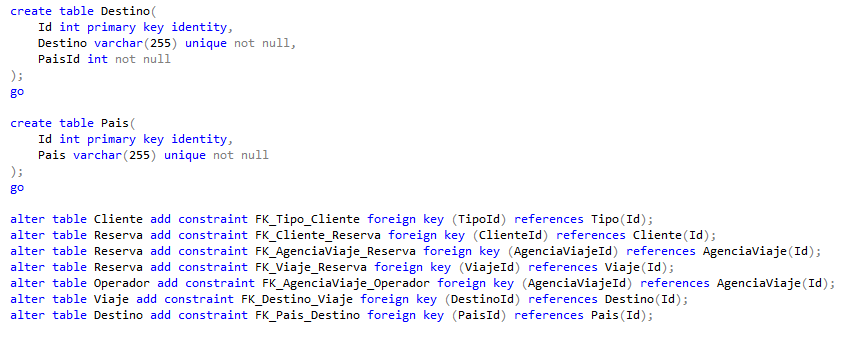 create table Destino(
    Id int primary key identity,
    Destino varchar(255) unique not null,
    PaisId int not null
);
go

create table Pais(
    Id int primary key identity,
    Pais varchar(255) unique not null
);
go

alter table Cliente add constraint FK_Tipo_Cliente foreign key (TipoId) references Tipo(Id);
alter table Reserva add constraint FK_Cliente_Reserva foreign key (ClienteId) references Cliente(Id);
alter table Reserva add constraint FK_AgenciaViaje_Reserva foreign key (AgenciaViajeId) references AgenciaViaje(Id);
alter table Reserva add constraint FK_Viaje_Reserva foreign key (ViajeId) references Viaje(Id);
alter table Operador add constraint FK_AgenciaViaje_Operador foreign key (AgenciaViajeId) references AgenciaViaje(Id);
alter table Viaje add constraint FK_Destino_Viaje foreign key (DestinoId) references Destino(Id);
alter table Destino add constraint FK_Pais_Destino foreign key (PaisId) references Pais(Id);